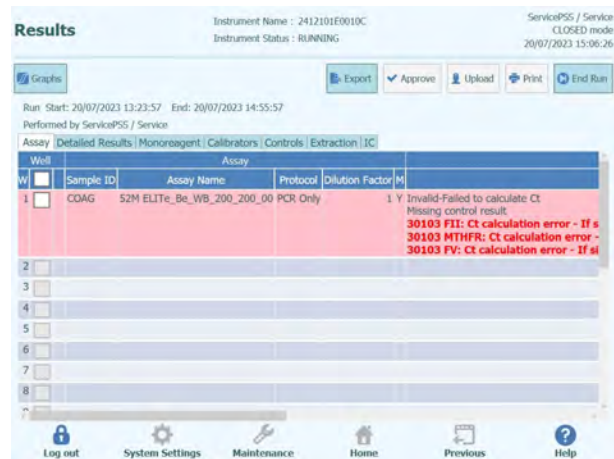 Results
Instrument Name : 2412101E0010C
Instrument Status : RUNNING
ServicePSS / Service
CLOSED mode
20/07/2023 15:06:26
Graphs Export Approve Upload Print End Run
Run Start: 20/07/2023 13:23:57 End: 20/07/2023 14:55:57
Performed by ServicePSS / Service
Assay Detailed Results Monoreagent Calibrators Controls Extraction IC
Well Assay
W Sample ID Assay Name Protocol Dilution Factor M
1 COAG S2M ELITe_Be_WB_200_200_00 PCR Only 1 Y Invalid-Failed to calculate Ct
Missing control result
30103 FII: Ct calculation error - If s
30103 MTHFR: Ct calculation error -
30103 FV: Ct calculation error - If si
2
3
4
5
6
7
8
Log out System Settings Maintenance Home Previous Help